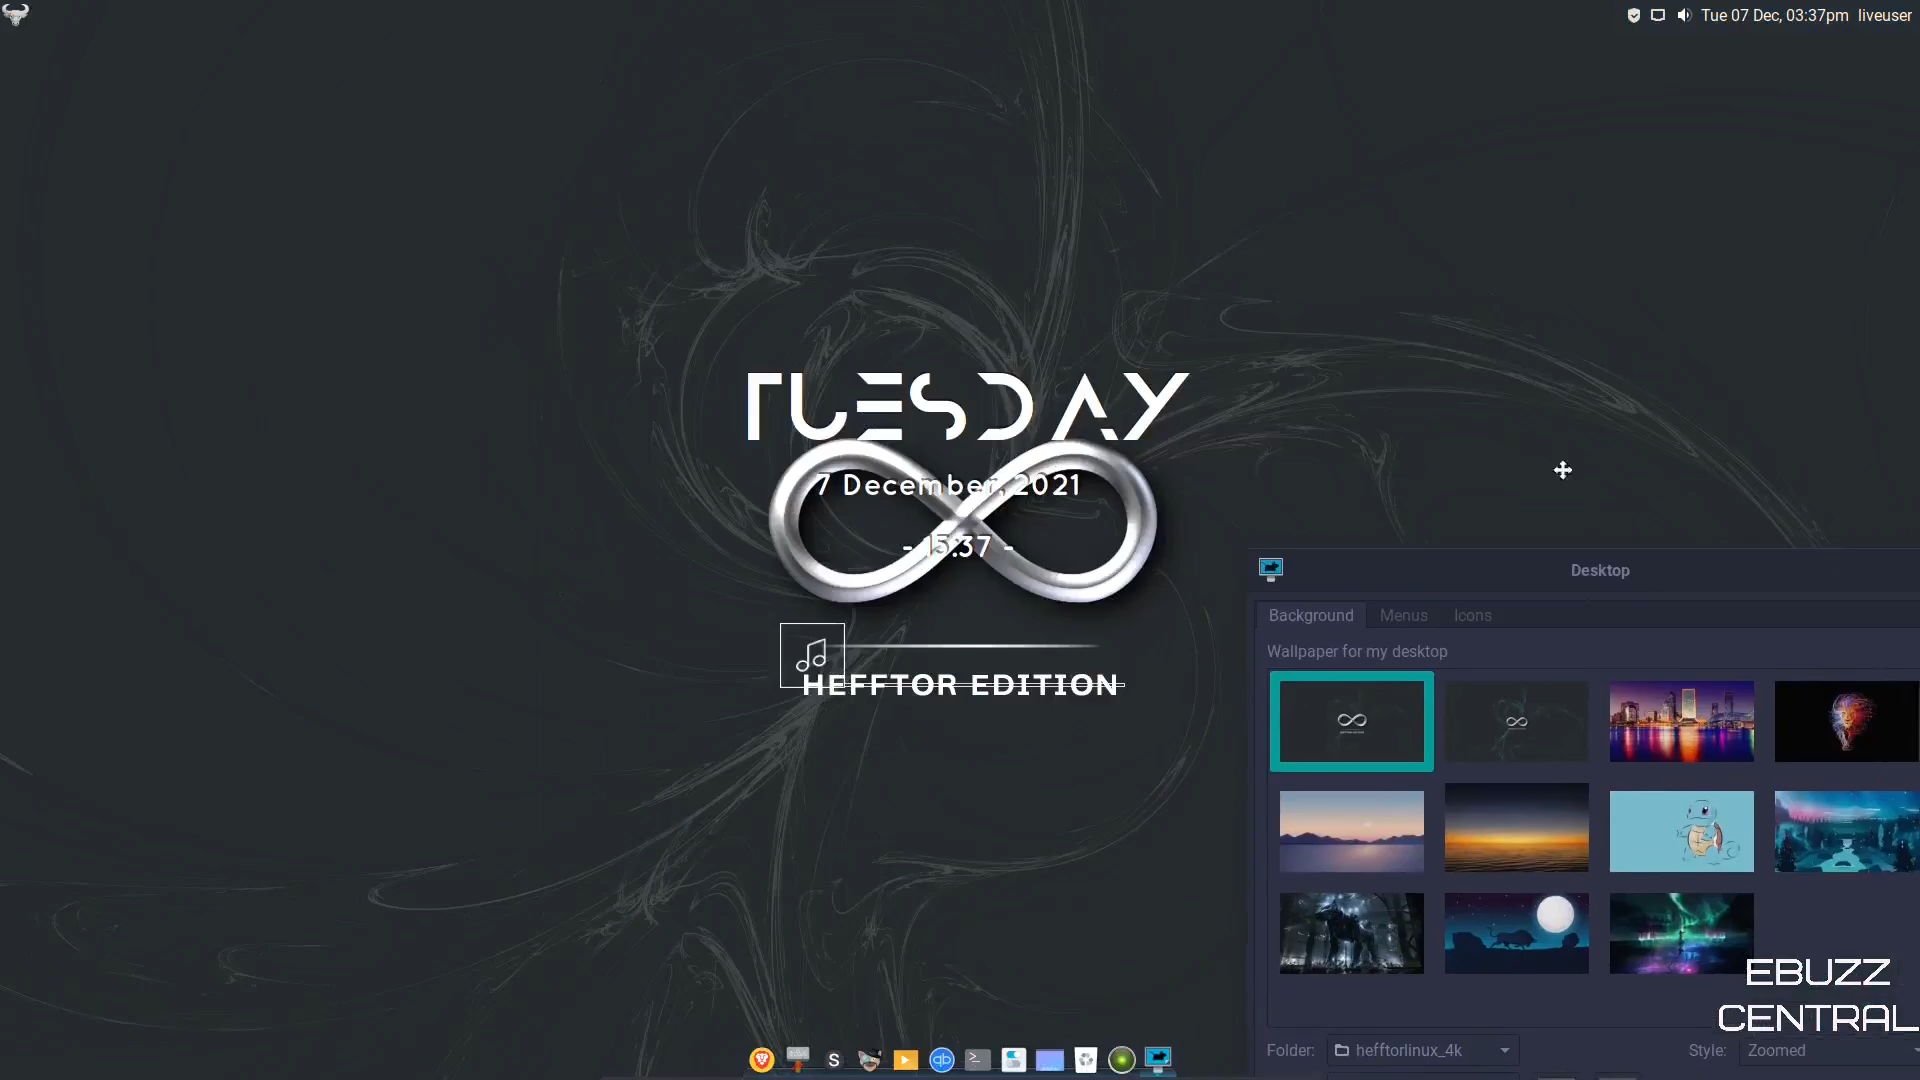 Tue 07 Dec, 03:37pm liveuser
TUESDAY
7 December, 2021
- 15:37 -
HEFFTOR EDITION
Desktop
Background Menus Icons
Wallpaper for my desktop
Folder: hefftorlinux_4k Style: Zoomed
EBUZZ
CENTRAL
S
qb